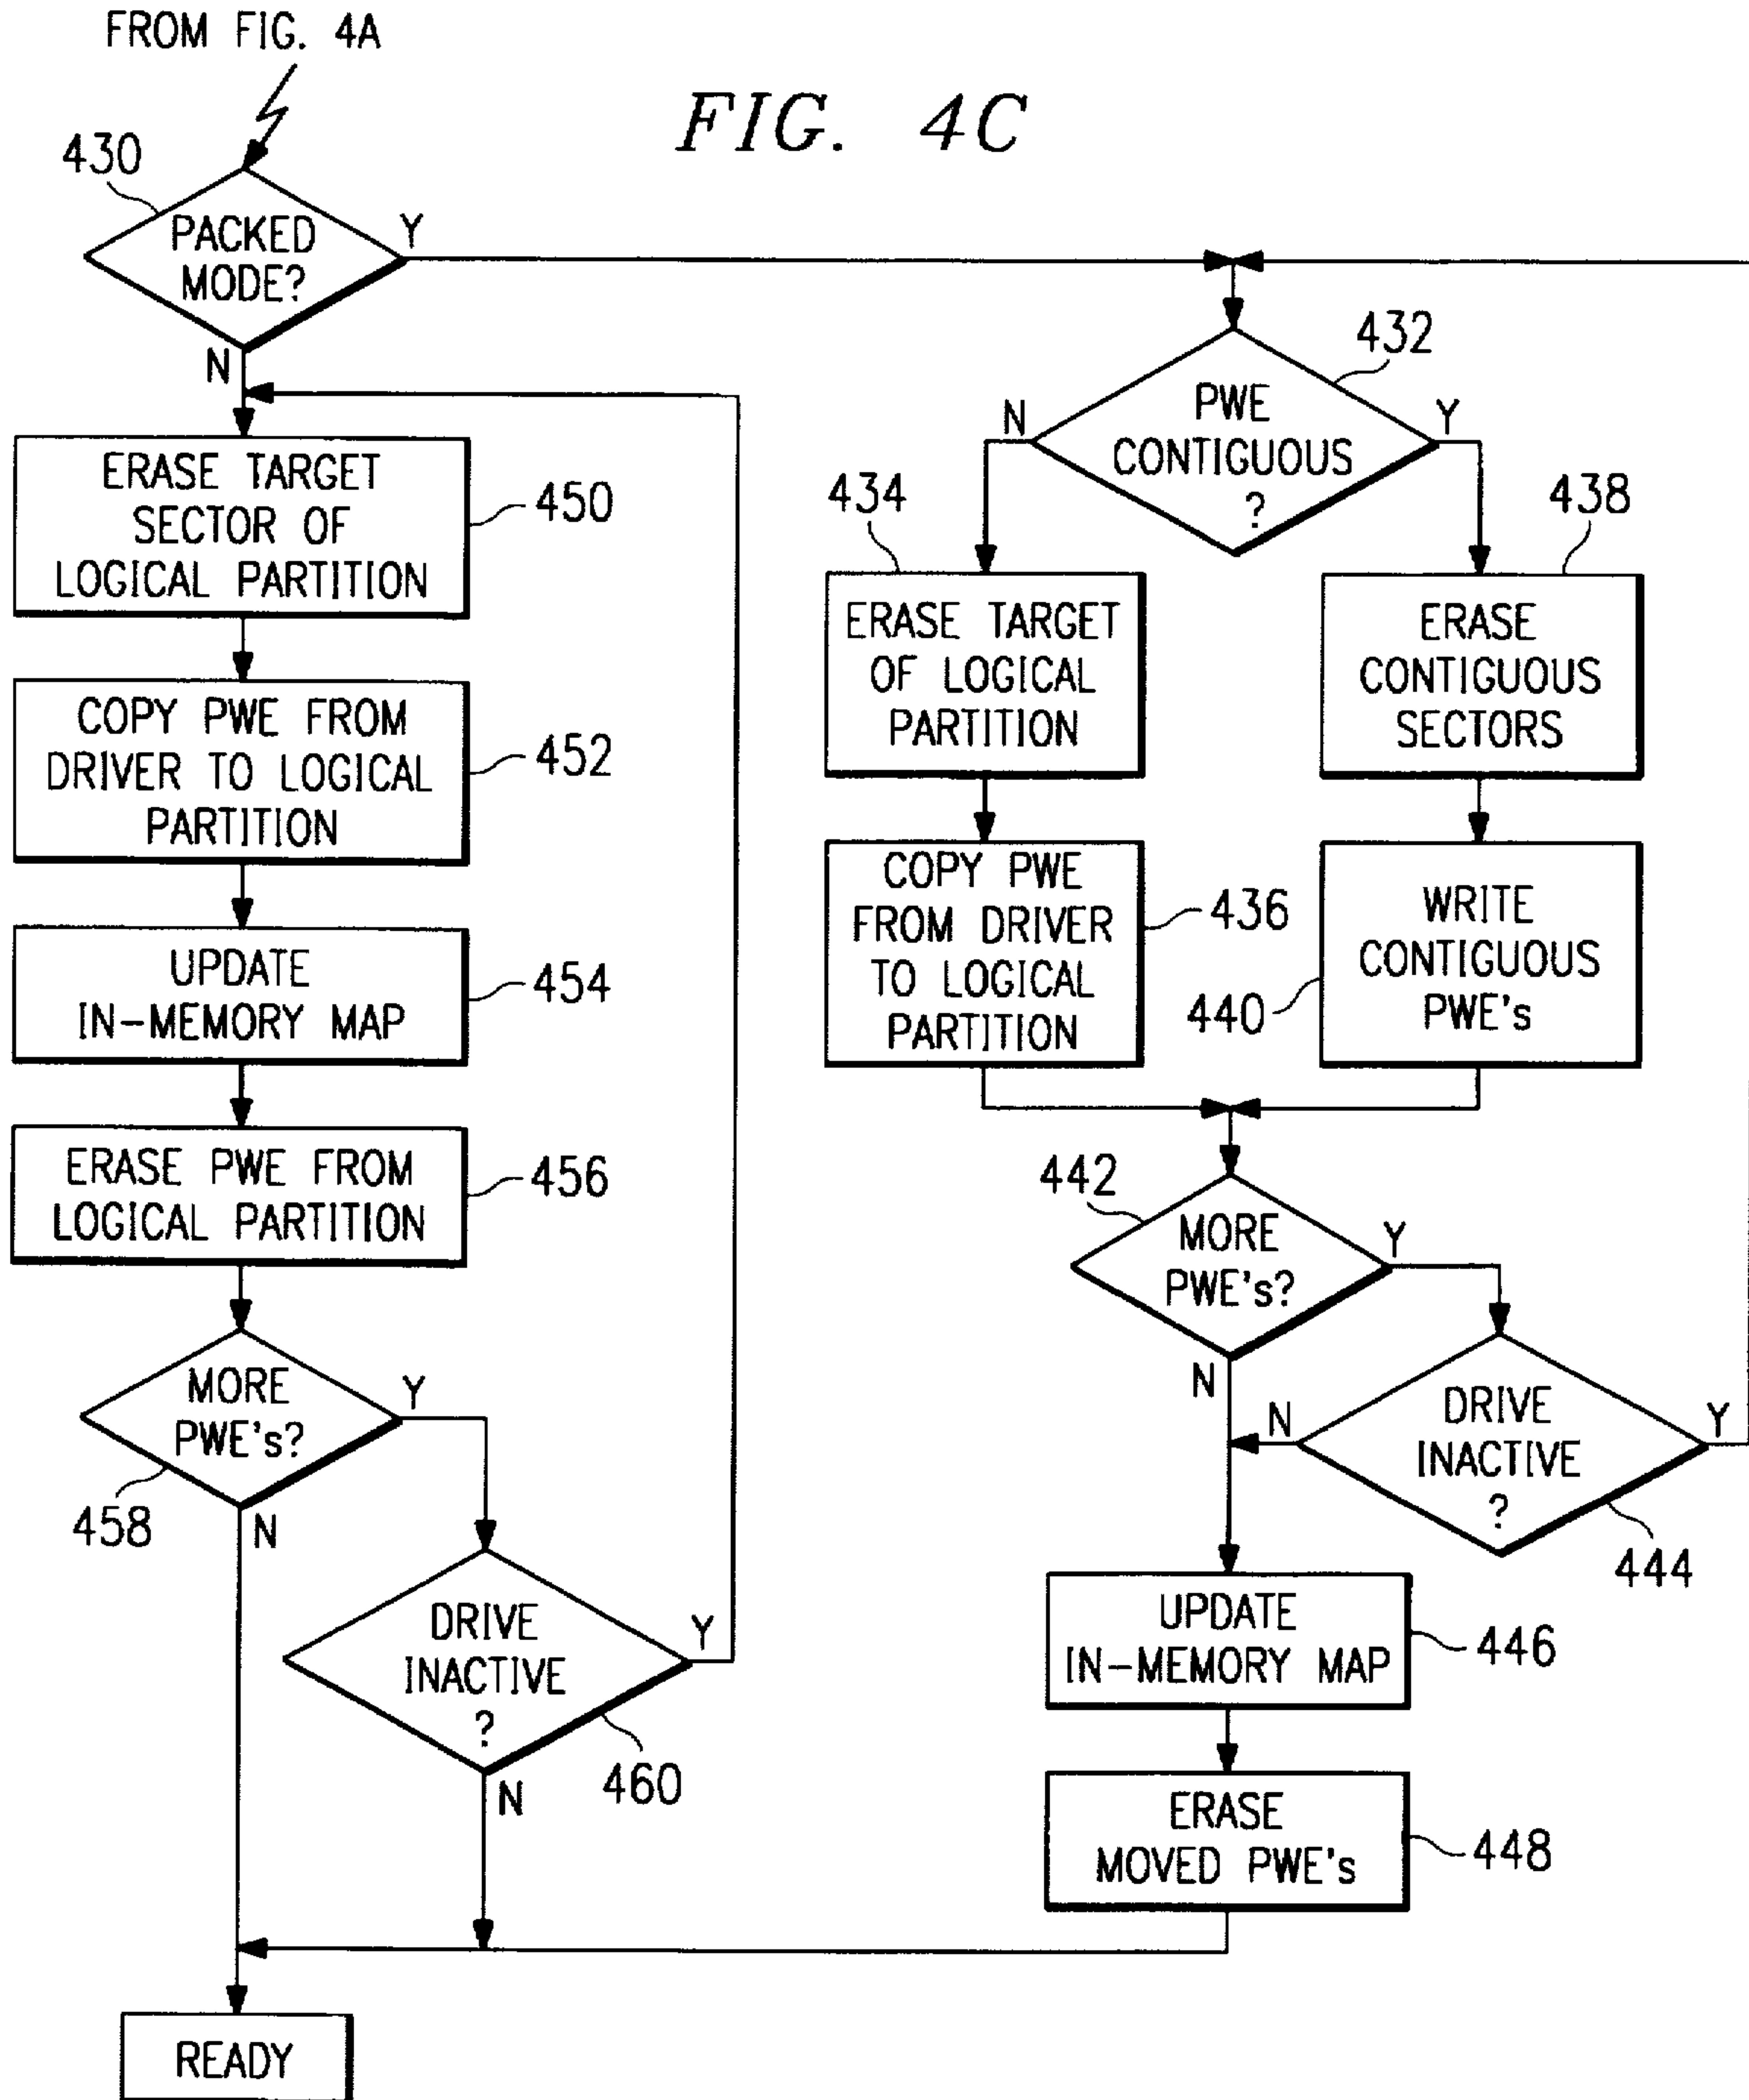 FROM FIG. 4A
FIG. 4C
430
PACKED
MODE?
Y
N
432
PWE
CONTIGUOUS
?
N
Y
ERASE TARGET
SECTOR OF
LOGICAL PARTITION
450
434
ERASE TARGET
OF LOGICAL
PARTITION
438
ERASE
CONTIGUOUS
SECTORS
COPY PWE FROM
DRIVER TO LOGICAL
PARTITION
452
COPY PWE
FROM DRIVER
TO LOGICAL
PARTITION
436
WRITE
CONTIGUOUS
PWE's
440
UPDATE
IN-MEMORY MAP
454
ERASE PWE FROM
LOGICAL PARTITION
456
442
MORE
PWE's?
Y
N
MORE
PWE's?
Y
458
N
DRIVE
INACTIVE
?
N
Y
444
DRIVE
INACTIVE
?
Y
460
N
UPDATE
IN-MEMORY MAP
446
ERASE
MOVED PWE's
448
READY